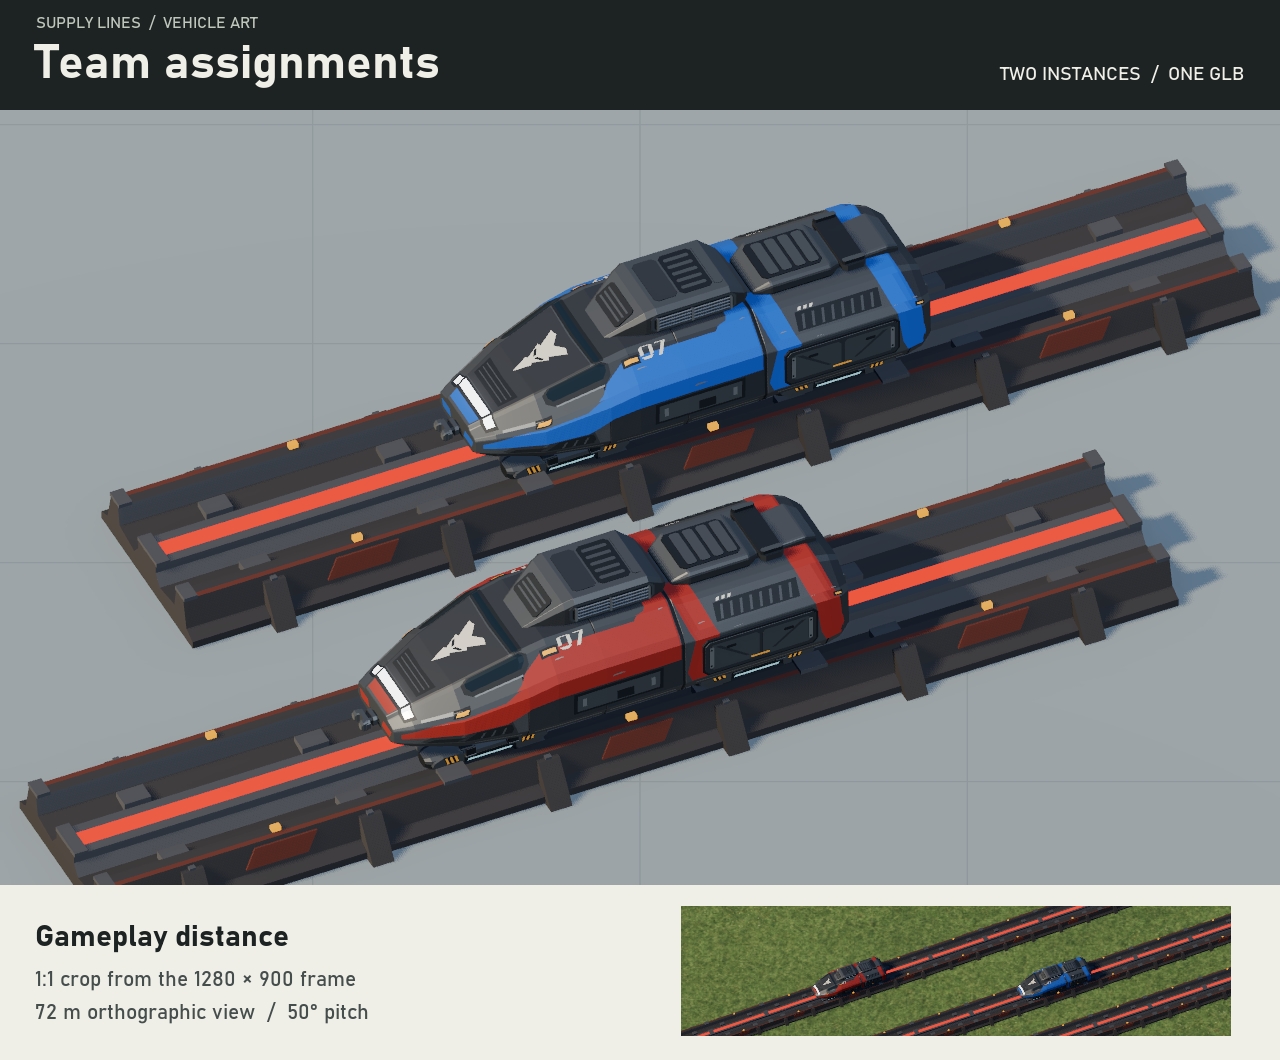 SUPPLY LINES / VEHICLE ART
Team assignments
TWO INSTANCES / ONE GLB
07
07
Gameplay distance
1:1 crop from the 1280 × 900 frame
72 m orthographic view / 50° pitch